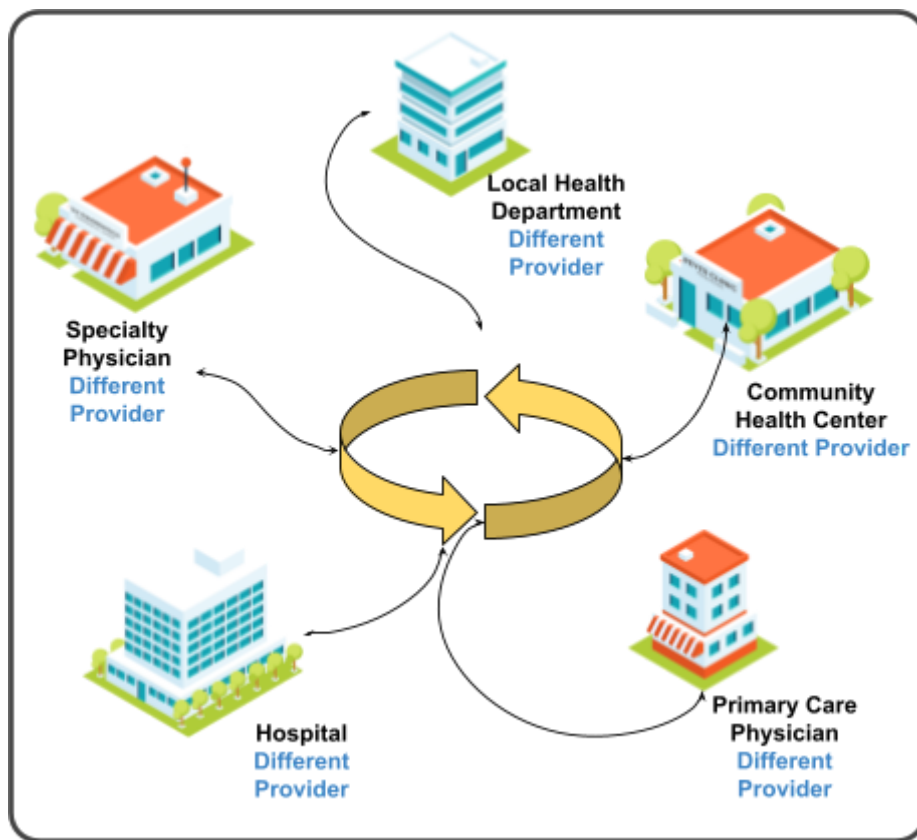 Local Health
Department
Different
Provider
Specialty
Physician
Different
Provider
Community
Health Center
Different Provider
Hospital
Different
Provider
Primary Care
Physician
Different
Provider